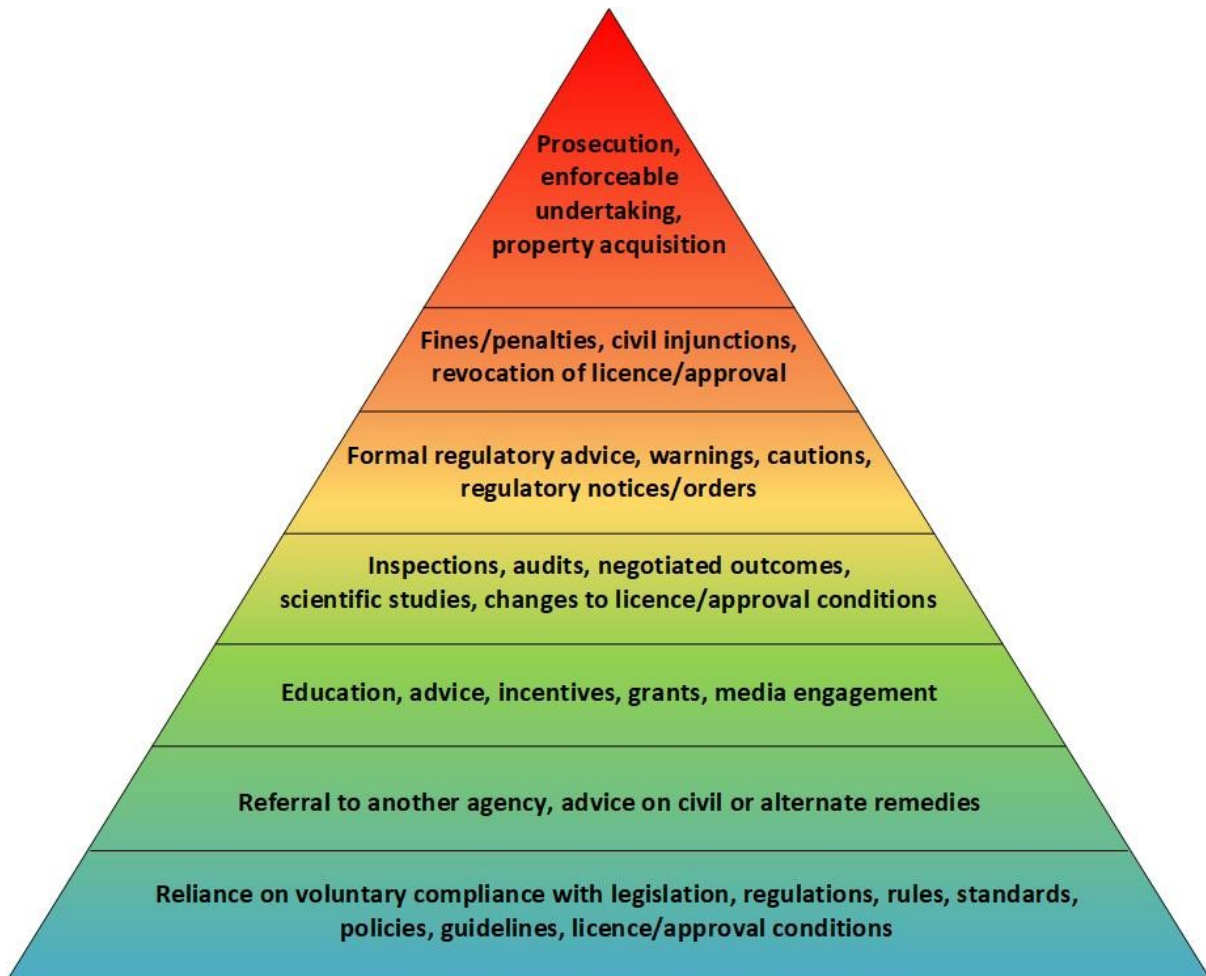 Prosecution,
enforceable
undertaking,
property acquisition
Fines/penalties, civil injunctions,
revocation of licence/approval
Formal regulatory advice, warnings, cautions,
regulatory notices/orders
Inspections, audits, negotiated outcomes,
scientific studies, changes to licence/approval conditions
Education, advice, incentives, grants, media engagement
Referral to another agency, advice on civil or alternate remedies
Reliance on voluntary compliance with legislation, regulations, rules, standards,
policies, guidelines, licence/approval conditions